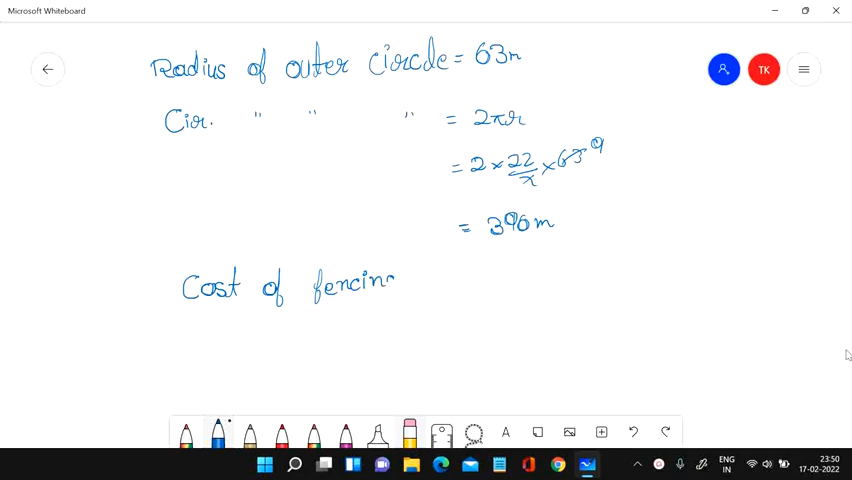 Microsoft Whiteboard
Radius of outer circle = 63m
TK
Cir. " " " = 2πr
= 2 × 22/7 × 63 9
= 396m
Cost of fencin
A
ENG
IN
23:50
17-02-2022